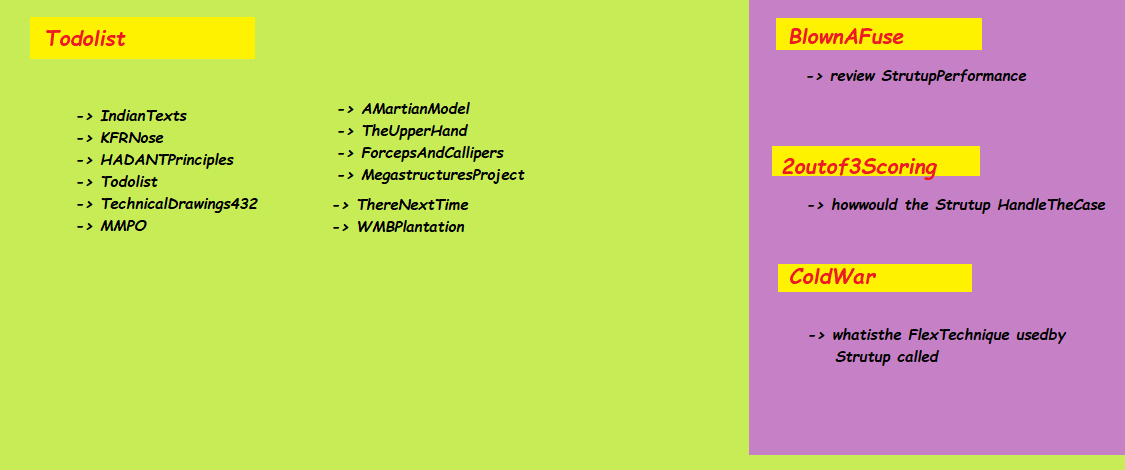 Todolist
-> IndianTexts
-> KFRNose
-> HADANTPrinciples
-> Todolist
-> TechnicalDrawings432
-> MMPO
-> AMartianModel
-> TheUpperHand
-> ForcepsAndCallipers
-> MegastructuresProject
-> ThereNextTime
-> WMBPlantation
BlownAFuse
-> review StrutupPerformance
2outof3Scoring
-> howwould the Strutup HandleTheCase
ColdWar
-> whatisthe FlexTechnique usedby
Strutup called